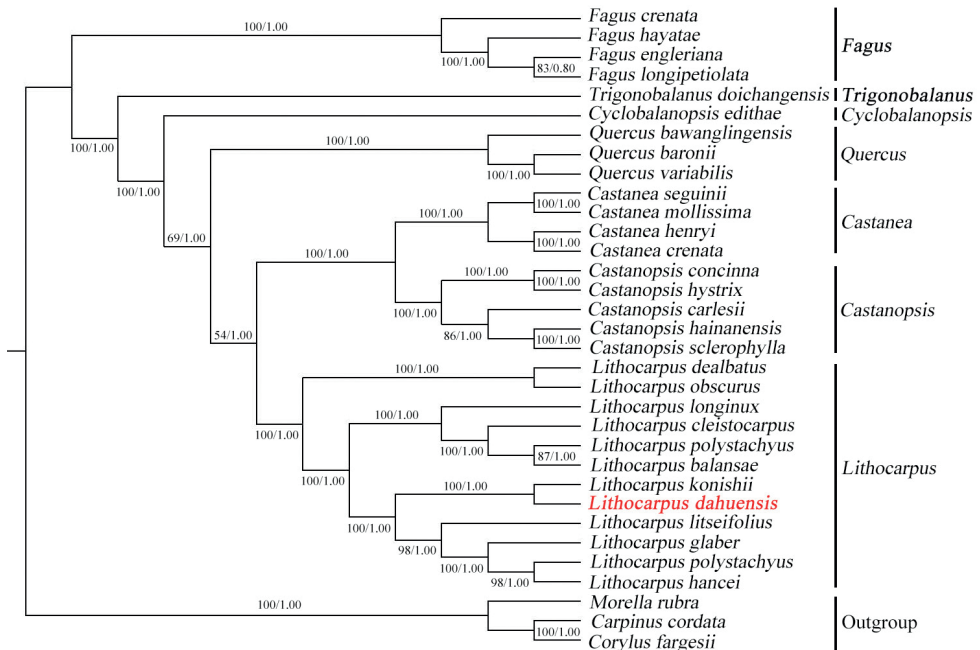 100/1.00
Fagus crenata
Fagus hayatae
100/1.00
Fagus engleriana
83/0.80
Fagus longipetiolata
Fagus
Trigonobalanus doichangensis
Trigonobalanus
100/1.00
Cyclobalanopsis edithae
Cyclobalanopsis
100/1.00
Quercus bawanglingensis
100/1.00
Quercus baronii
100/1.00
Quercus variabilis
Quercus
69/1.00
100/1.00
Castanea seguinii
100/1.00
Castanea mollissima
Castanea henryi
100/1.00
Castanea crenata
Castanea
100/1.00
100/1.00
Castanopsis concinna
100/1.00
Castanopsis hystrix
100/1.00
Castanopsis carlesii
86/1.00
Castanopsis hainanensis
100/1.00
Castanopsis sclerophylla
Castanopsis
54/1.00
100/1.00
Lithocarpus dealbatus
Lithocarpus obscurus
100/1.00
100/1.00
Lithocarpus longinux
Lithocarpus cleistocarpus
100/1.00
Lithocarpus polystachyus
87/1.00
Lithocarpus balansae
Lithocarpus
100/1.00
100/1.00
Lithocarpus konishii
Lithocarpus dahuensis
100/1.00
Lithocarpus litseifolius
98/1.00
Lithocarpus glaber
100/1.00
Lithocarpus polystachyus
98/1.00
Lithocarpus hancei
100/1.00
Morella rubra
Carpinus cordata
100/1.00
Corylus fargesii
Outgroup